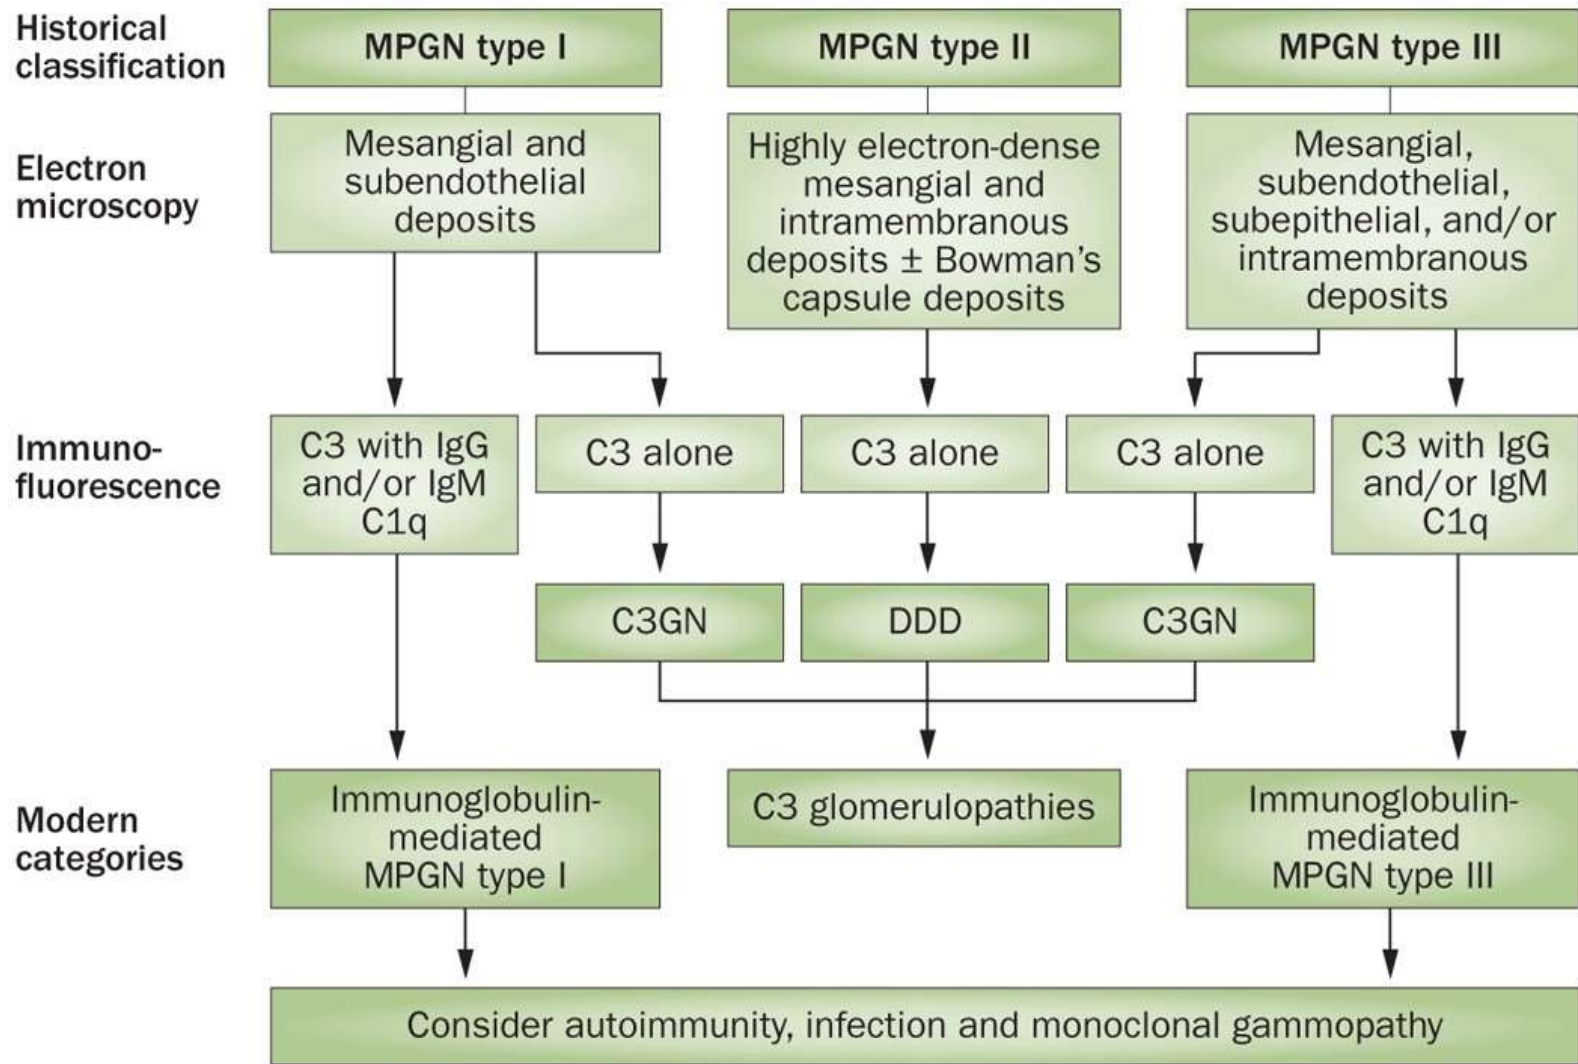 Historical
classification
MPGN type I
MPGN type II
MPGN type III
Electron
microscopy
Mesangial and
subendothelial
deposits
Highly electron-dense
mesangial and
intramembranous
deposits ± Bowman's
capsule deposits
Mesangial,
subendothelial,
subepithelial, and/or
intramembranous
deposits
Immuno-
fluorescence
C3 with IgG
and/or IgM
C1q
C3 alone
C3 alone
C3 alone
C3 with IgG
and/or IgM
C1q
C3GN
DDD
C3GN
Modern
categories
Immunoglobulin-
mediated
MPGN type I
C3 glomerulopathies
Immunoglobulin-
mediated
MPGN type III
Consider autoimmunity, infection and monoclonal gammopathy